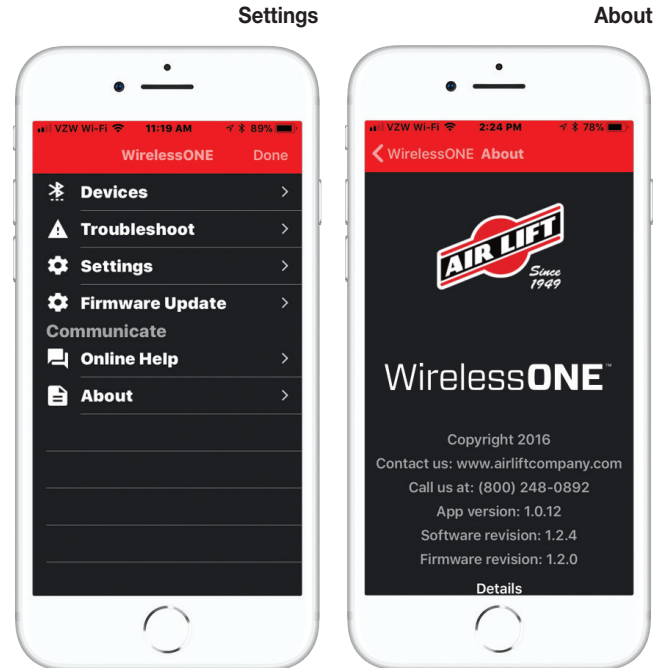 Settings
VZW Wi-Fi 11:19 AM 89%
WirelessONE Done
Devices
Troubleshoot
Settings
Firmware Update
Communicate
Online Help
About
About
VZW Wi-Fi 2:24 PM 78%
WirelessONE About
AIR LIFT
Since
1949
WirelessONE™
Copyright 2016
Contact us: www.airliftcompany.com
Call us at: (800) 248-0892
App version: 1.0.12
Software revision: 1.2.4
Firmware revision: 1.2.0
Details